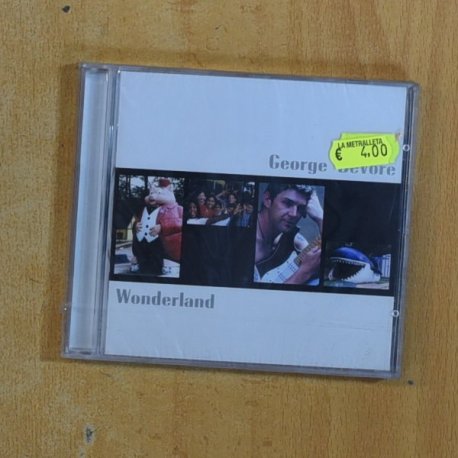 LA METRALLETA
€ 4,00
George Devore
Wonderland